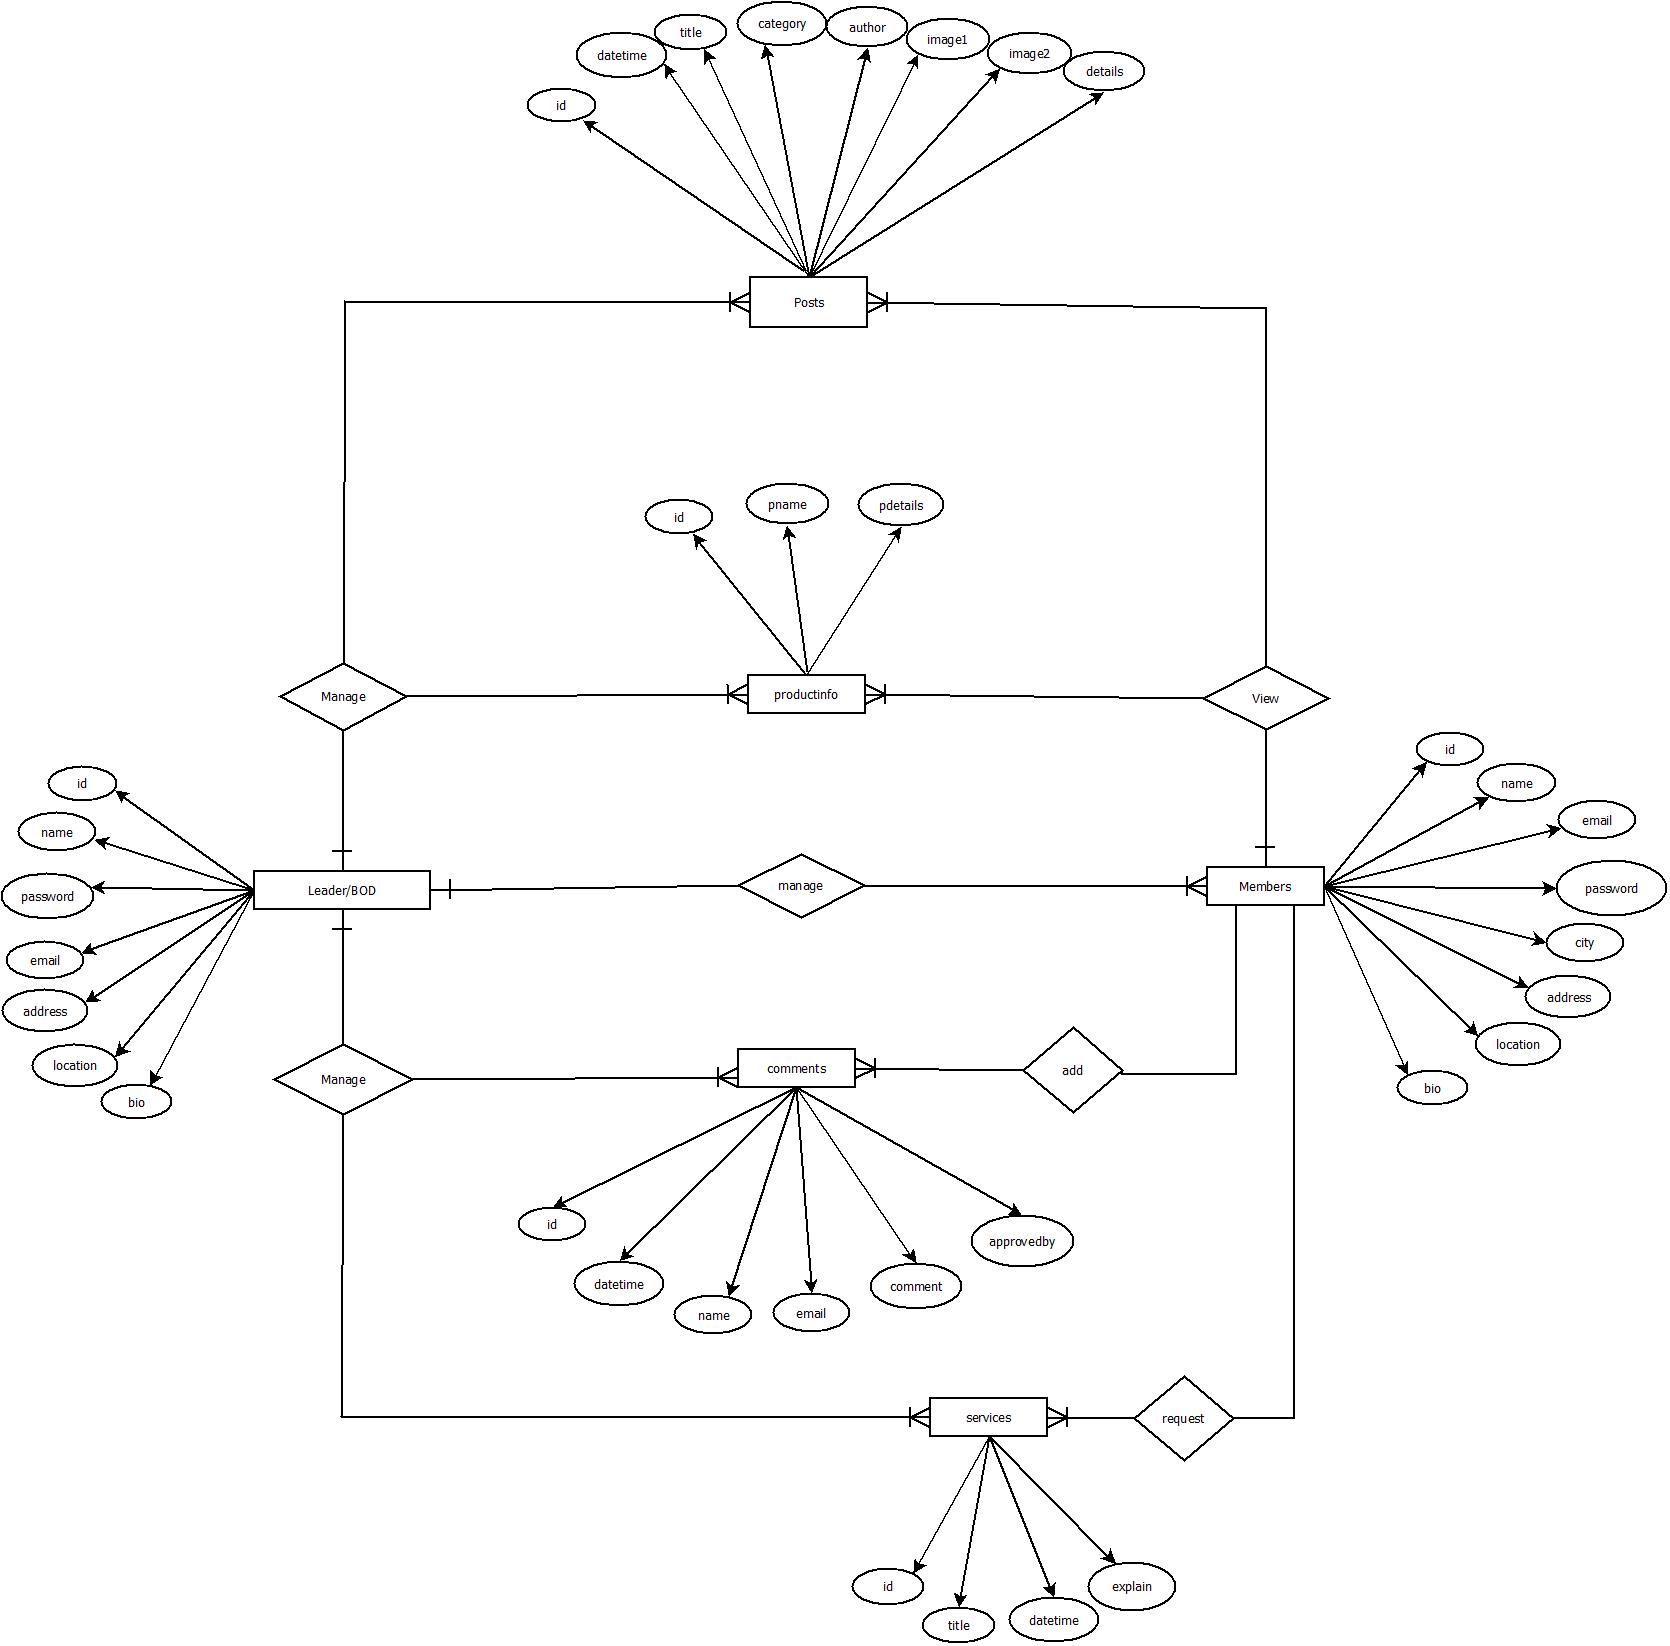 category
author
title
image1
image2
datetime
details
id
Posts
pname
pdetails
id
productinfo
Manage
View
id
name
password
email
address
location
bio
Leader/BOD
manage
Members
id
name
email
password
city
address
location
bio
Manage
comments
add
id
datetime
name
email
comment
approvedby
services
request
id
title
datetime
explain